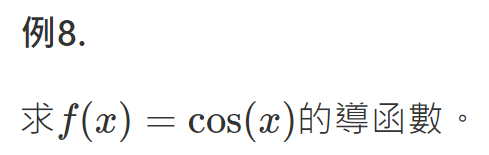 例8.
求f(x) = cos(x)的導函數。